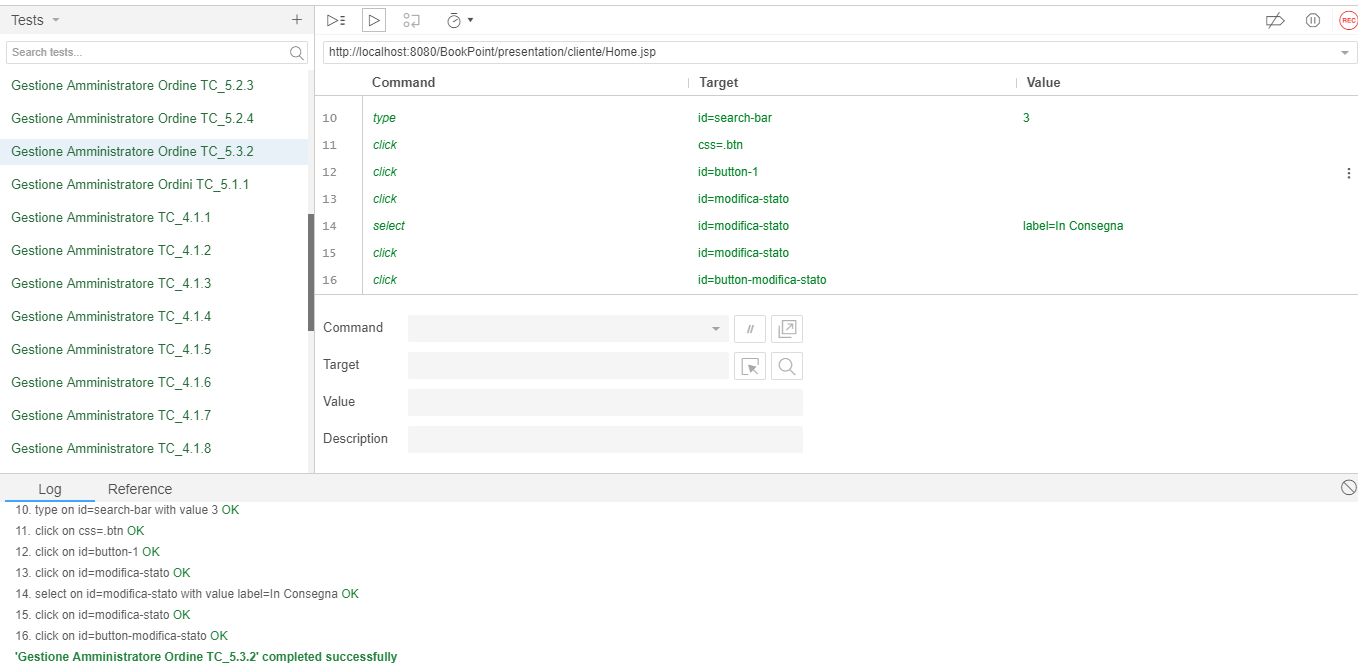 Tests
Search tests...
Gestione Amministratore Ordine TC_5.2.3
Gestione Amministratore Ordine TC_5.2.4
Gestione Amministratore Ordine TC_5.3.2
Gestione Amministratore Ordini TC_5.1.1
Gestione Amministratore TC_4.1.1
Gestione Amministratore TC_4.1.2
Gestione Amministratore TC_4.1.3
Gestione Amministratore TC_4.1.4
Gestione Amministratore TC_4.1.5
Gestione Amministratore TC_4.1.6
Gestione Amministratore TC_4.1.7
Gestione Amministratore TC_4.1.8
REC
http://localhost:8080/BookPoint/presentation/cliente/Home.jsp
Command Target Value
10 type id=search-bar 3
11 click css=.btn
12 click id=button-1
13 click id=modifica-stato
14 select id=modifica-stato label=In Consegna
15 click id=modifica-stato
16 click id=button-modifica-stato
Command //
Target
Value
Description
Log Reference
10. type on id=search-bar with value 3 OK
11. click on css=.btn OK
12. click on id=button-1 OK
13. click on id=modifica-stato OK
14. select on id=modifica-stato with value label=In Consegna OK
15. click on id=modifica-stato OK
16. click on id=button-modifica-stato OK
'Gestione Amministratore Ordine TC_5.3.2' completed successfully